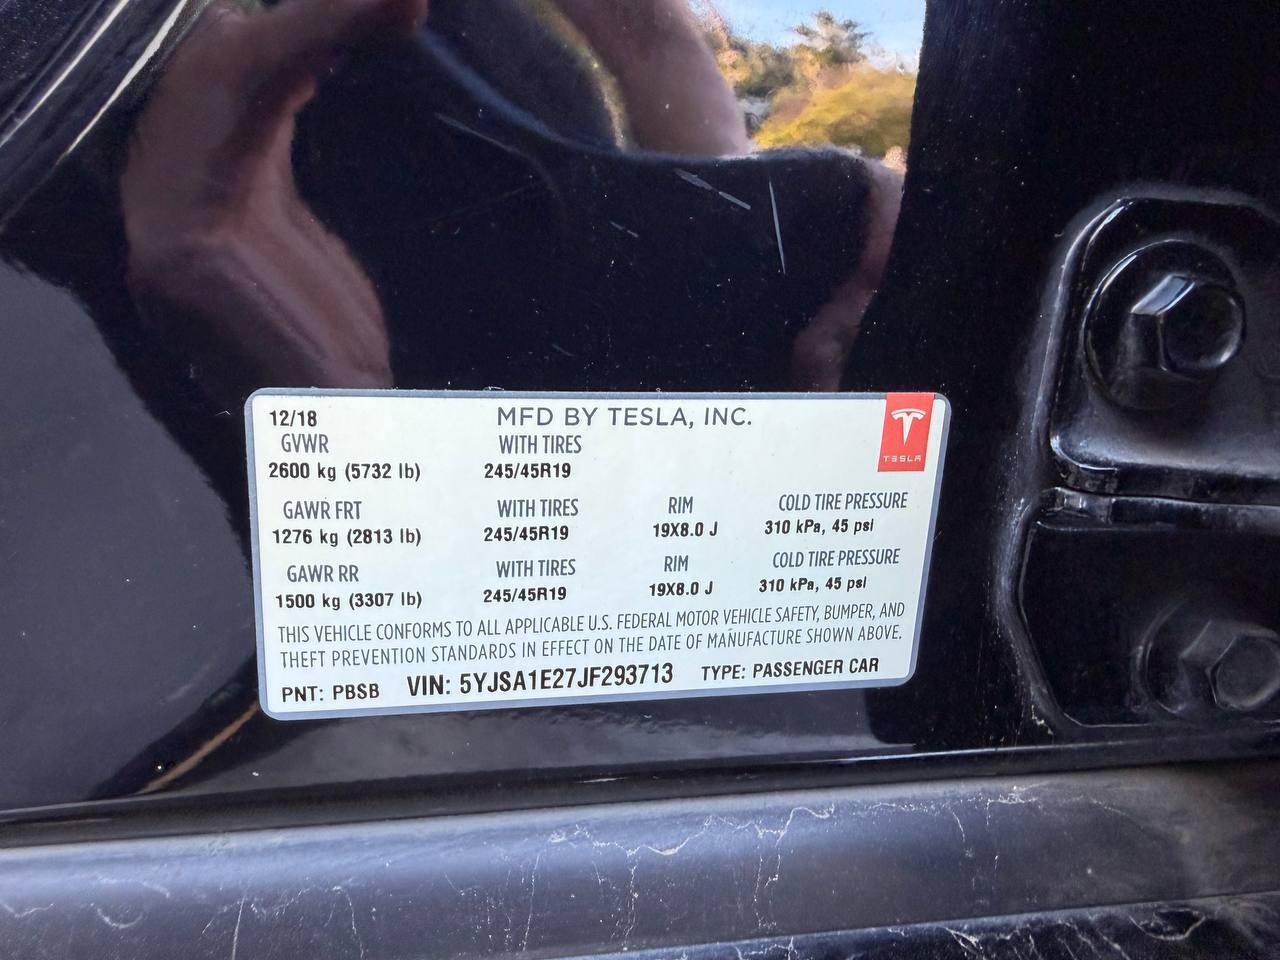 12/18 MFD BY TESLA, INC.
GVWR WITH TIRES
2600 kg (5732 lb) 245/45R19
TESLA
GAWR FRT WITH TIRES RIM COLD TIRE PRESSURE
1276 kg (2813 lb) 245/45R19 19X8.0 J 310 kPa, 45 psi
GAWR RR WITH TIRES RIM COLD TIRE PRESSURE
1500 kg (3307 lb) 245/45R19 19X8.0 J 310 kPa, 45 psi
THIS VEHICLE CONFORMS TO ALL APPLICABLE U.S. FEDERAL MOTOR VEHICLE SAFETY, BUMPER, AND
THEFT PREVENTION STANDARDS IN EFFECT ON THE DATE OF MANUFACTURE SHOWN ABOVE.
PNT: PBSB VIN: 5YJSA1E27JF293713 TYPE: PASSENGER CAR